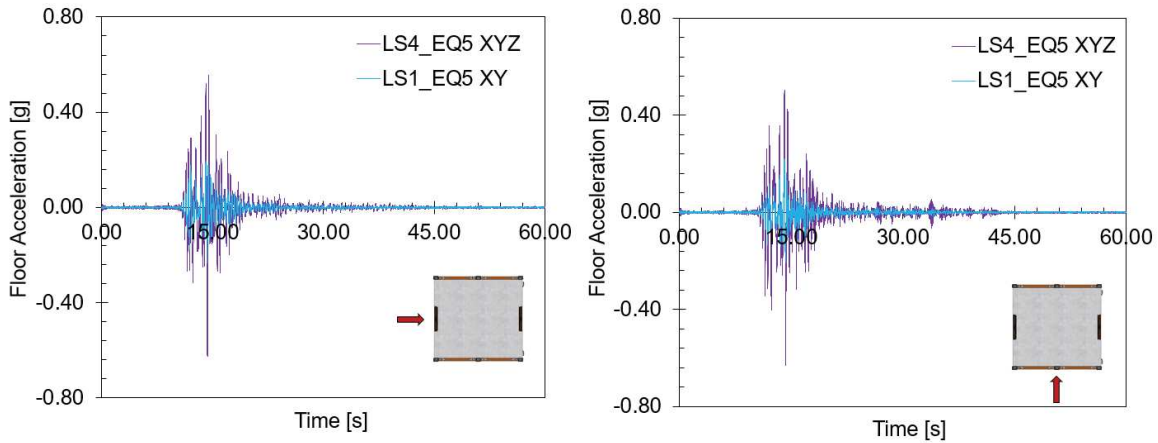 0.80
LS4_EQ5 XYZ
LS1_EQ5 XY
0.40
0.00
0.00 15.00 30.00 45.00 60.00
-0.40
-0.80
Floor Acceleration [g]
Time [s]
0.80
LS4_EQ5 XYZ
LS1_EQ5 XY
0.40
0.00
0.00 15.00 30.00 45.00 60.00
-0.40
-0.80
Floor Acceleration [g]
Time [s]